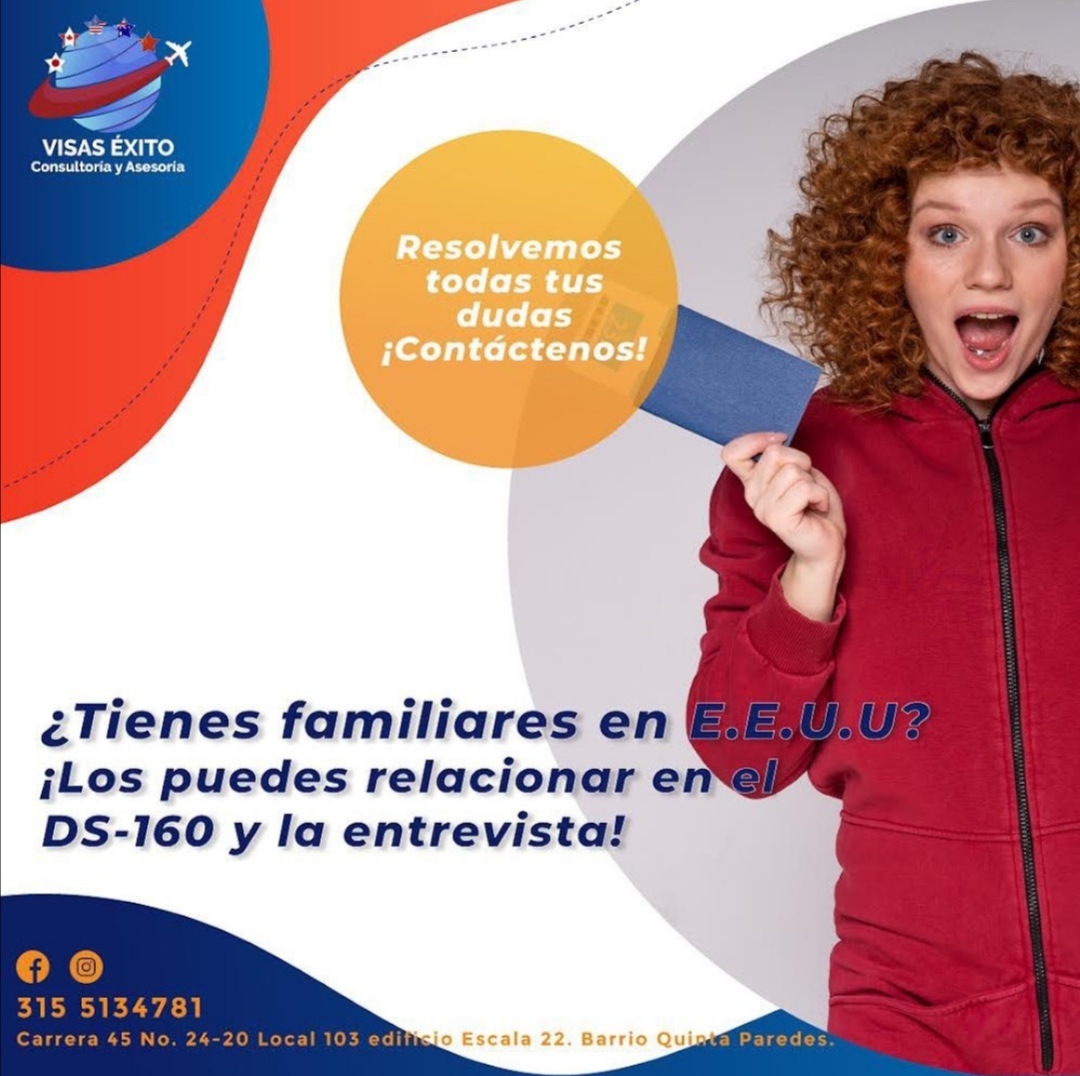 VISAS ÉXITO
Consultoría y Asesoría
Resolvemos
todas tus
dudas
¡Contáctenos!
¿Tienes familiares en E.E.U.U?
¡Los puedes relacionar en el
DS-160 y la entrevista!
315 5134781
Carrera 45 No. 24-20 Local 103 edificio Escala 22. Barrio Quinta Paredes.